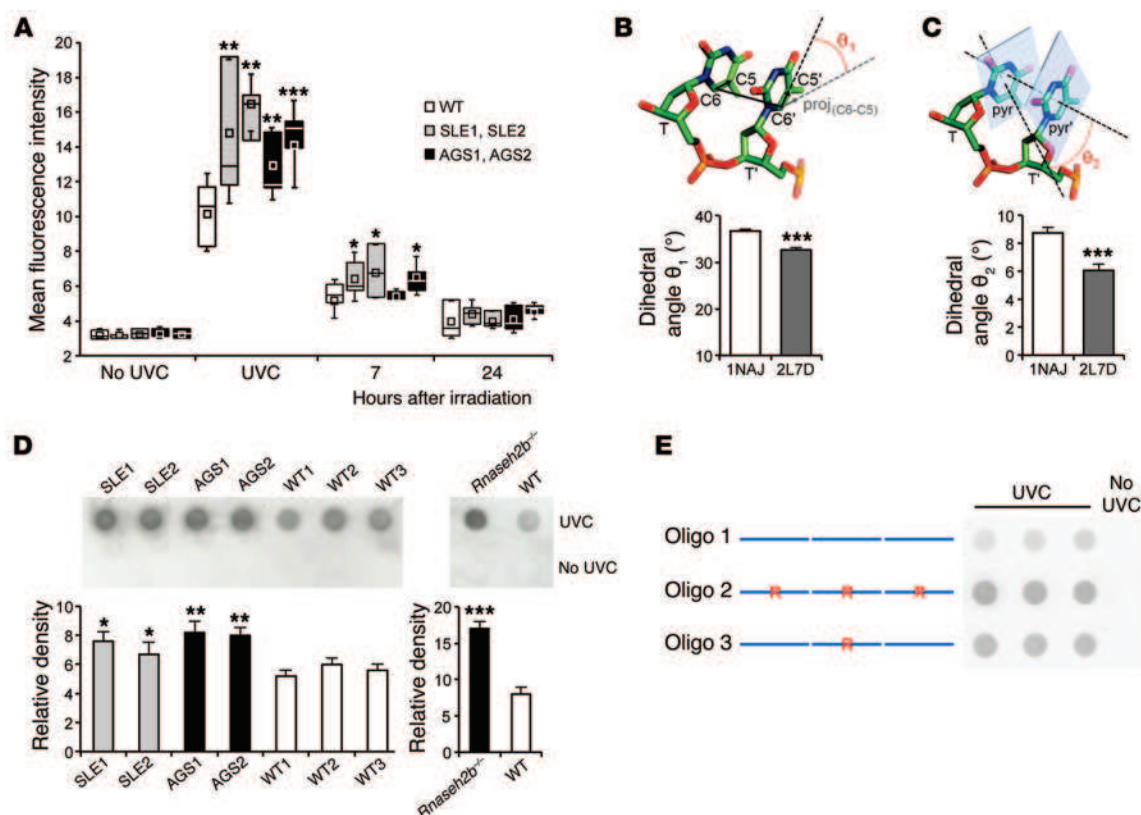 A
Mean fluorescence intensity
20
18
16
14
12
10
8
6
4
2
** ** ** ***
* * *
WT
SLE1, SLE2
AGS1, AGS2
No UVC UVC 7 24
Hours after irradiation
B
θ1
C5 C5'
C6 C6'
proj(C6-C5)
T
T'
Dihedral
angle θ1 (°)
40
30
20
10
***
1NAJ 2L7D
C
pyr
pyr'
θ2
T
T'
Dihedral
angle θ2 (°)
10
8
6
4
2
0
***
1NAJ 2L7D
D
SLE1 SLE2 AGS1 AGS2 WT1 WT2 WT3
Rnaseh2b–/– WT
UVC
No UVC
Relative density
10
8
6
4
2
0
* * ** **
SLE1 SLE2 AGS1 AGS2 WT1 WT2 WT3
Relative density
20
15
10
5
0
***
Rnaseh2b–/– WT
E
UVC
No
UVC
Oligo 1
Oligo 2 R R R
Oligo 3 R